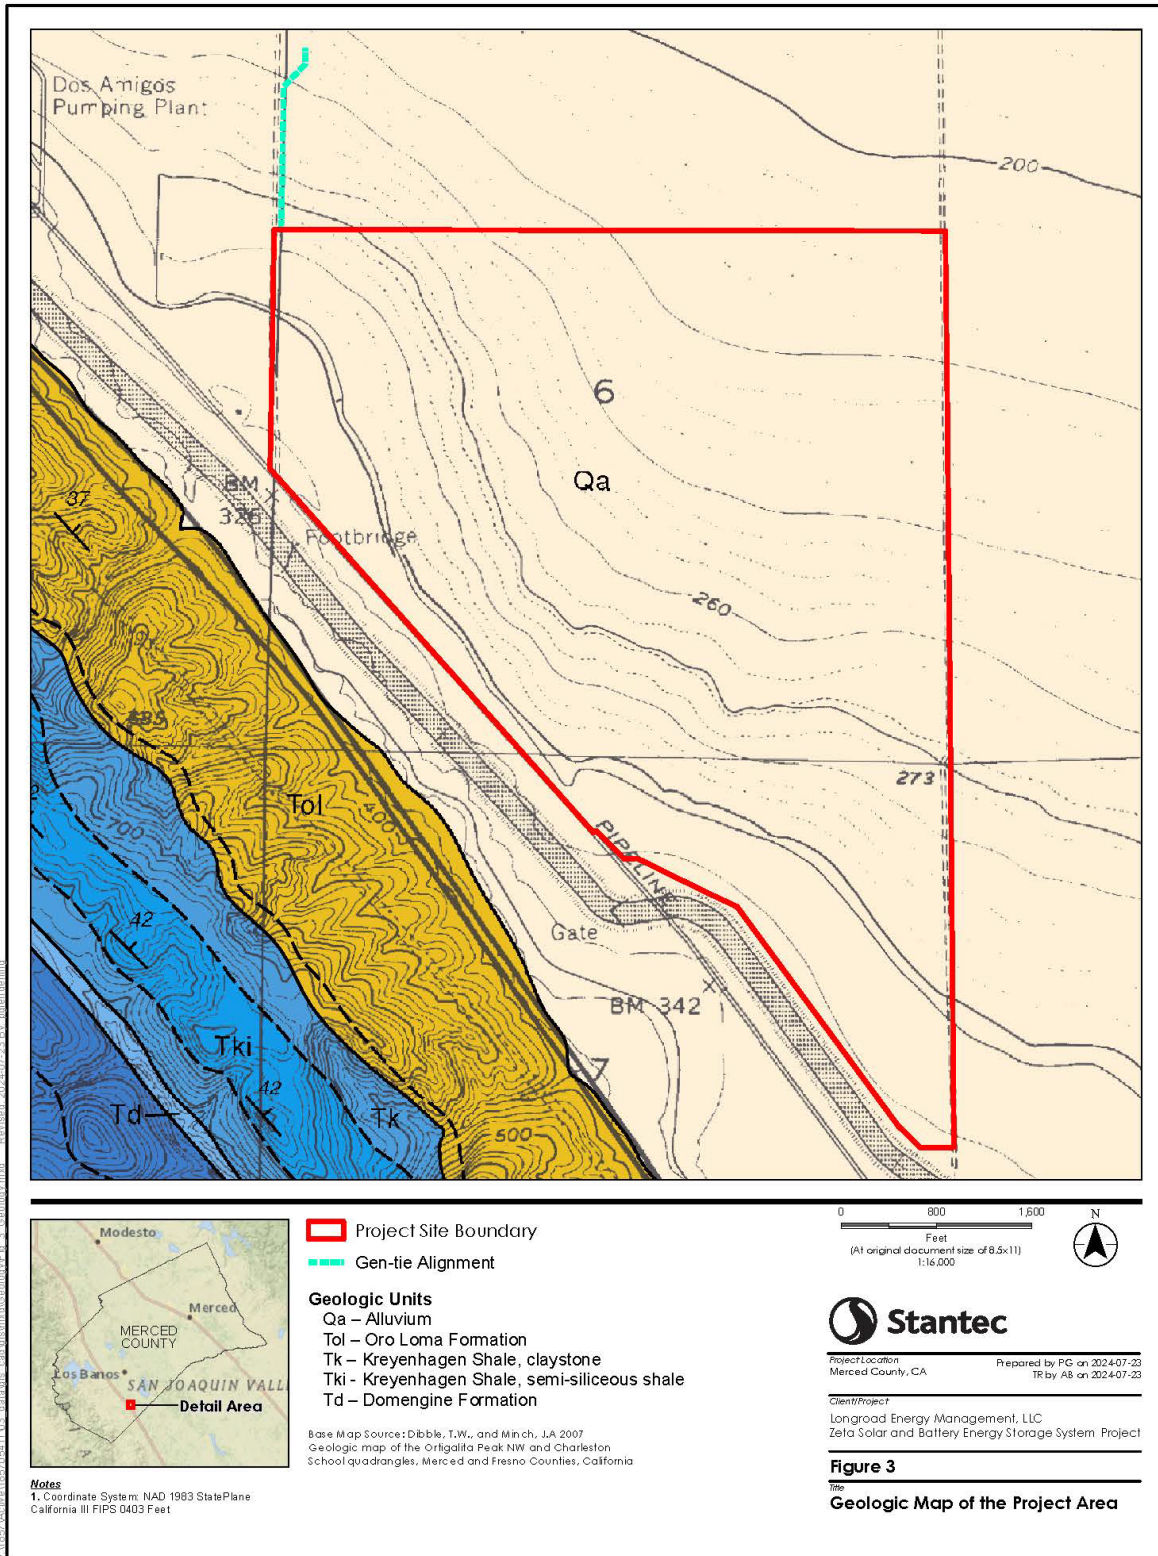 Dos Amigos
Pumping Plant
200
6
Qa
37
BM
326
Footbridge
260
273
Tol
400
700
PIPELINE
42
Gate
BM 342
7
Tki
42
Td
Tk
500
Modesto
Merced
MERCED
COUNTY
Los Banos
SAN JOAQUIN VALL
Detail Area
Notes
1. Coordinate System: NAD 1983 StatePlane
California III FIPS 0403 Feet
Project Site Boundary
Gen-tie Alignment
Geologic Units
Qa – Alluvium
Tol – Oro Loma Formation
Tk – Kreyenhagen Shale, claystone
Tki - Kreyenhagen Shale, semi-siliceous shale
Td – Domengine Formation
Base Map Source: Dibble, T.W., and Minch, J.A 2007
Geologic map of the Ortigalita Peak NW and Charleston
School quadrangles, Merced and Fresno Counties, California
0 800 1,600
Feet
(At original document size of 8.5x11)
1:16,000
N
Stantec
Project Location
Merced County, CA
Prepared by PG on 2024-07-23
TR by AB on 2024-07-23
Client/Project
Longroad Energy Management, LLC
Zeta Solar and Battery Energy Storage System Project
Figure 3
Title
Geologic Map of the Project Area